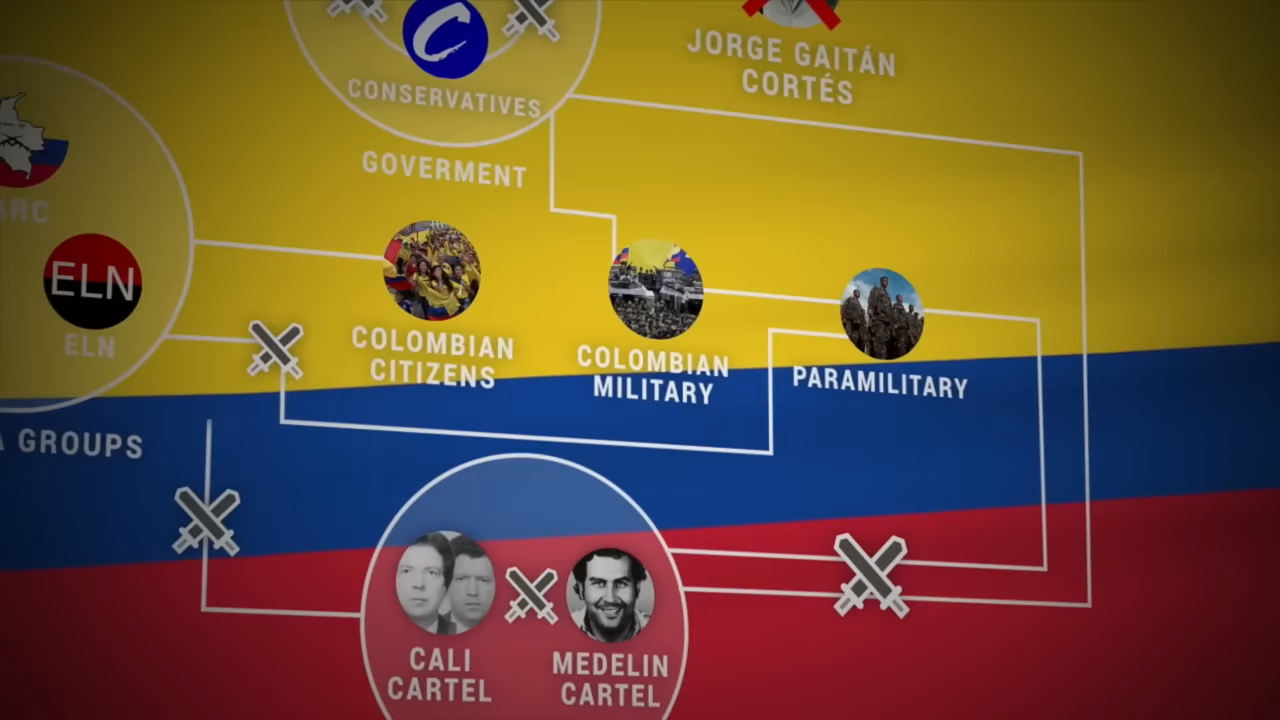 JORGE GAITÁN
CORTÉS
C
CONSERVATIVES
GOVERMENT
ELN
ELN
COLOMBIAN
CITIZENS
COLOMBIAN
MILITARY
PARAMILITARY
GROUPS
CALI
CARTEL
MEDELIN
CARTEL